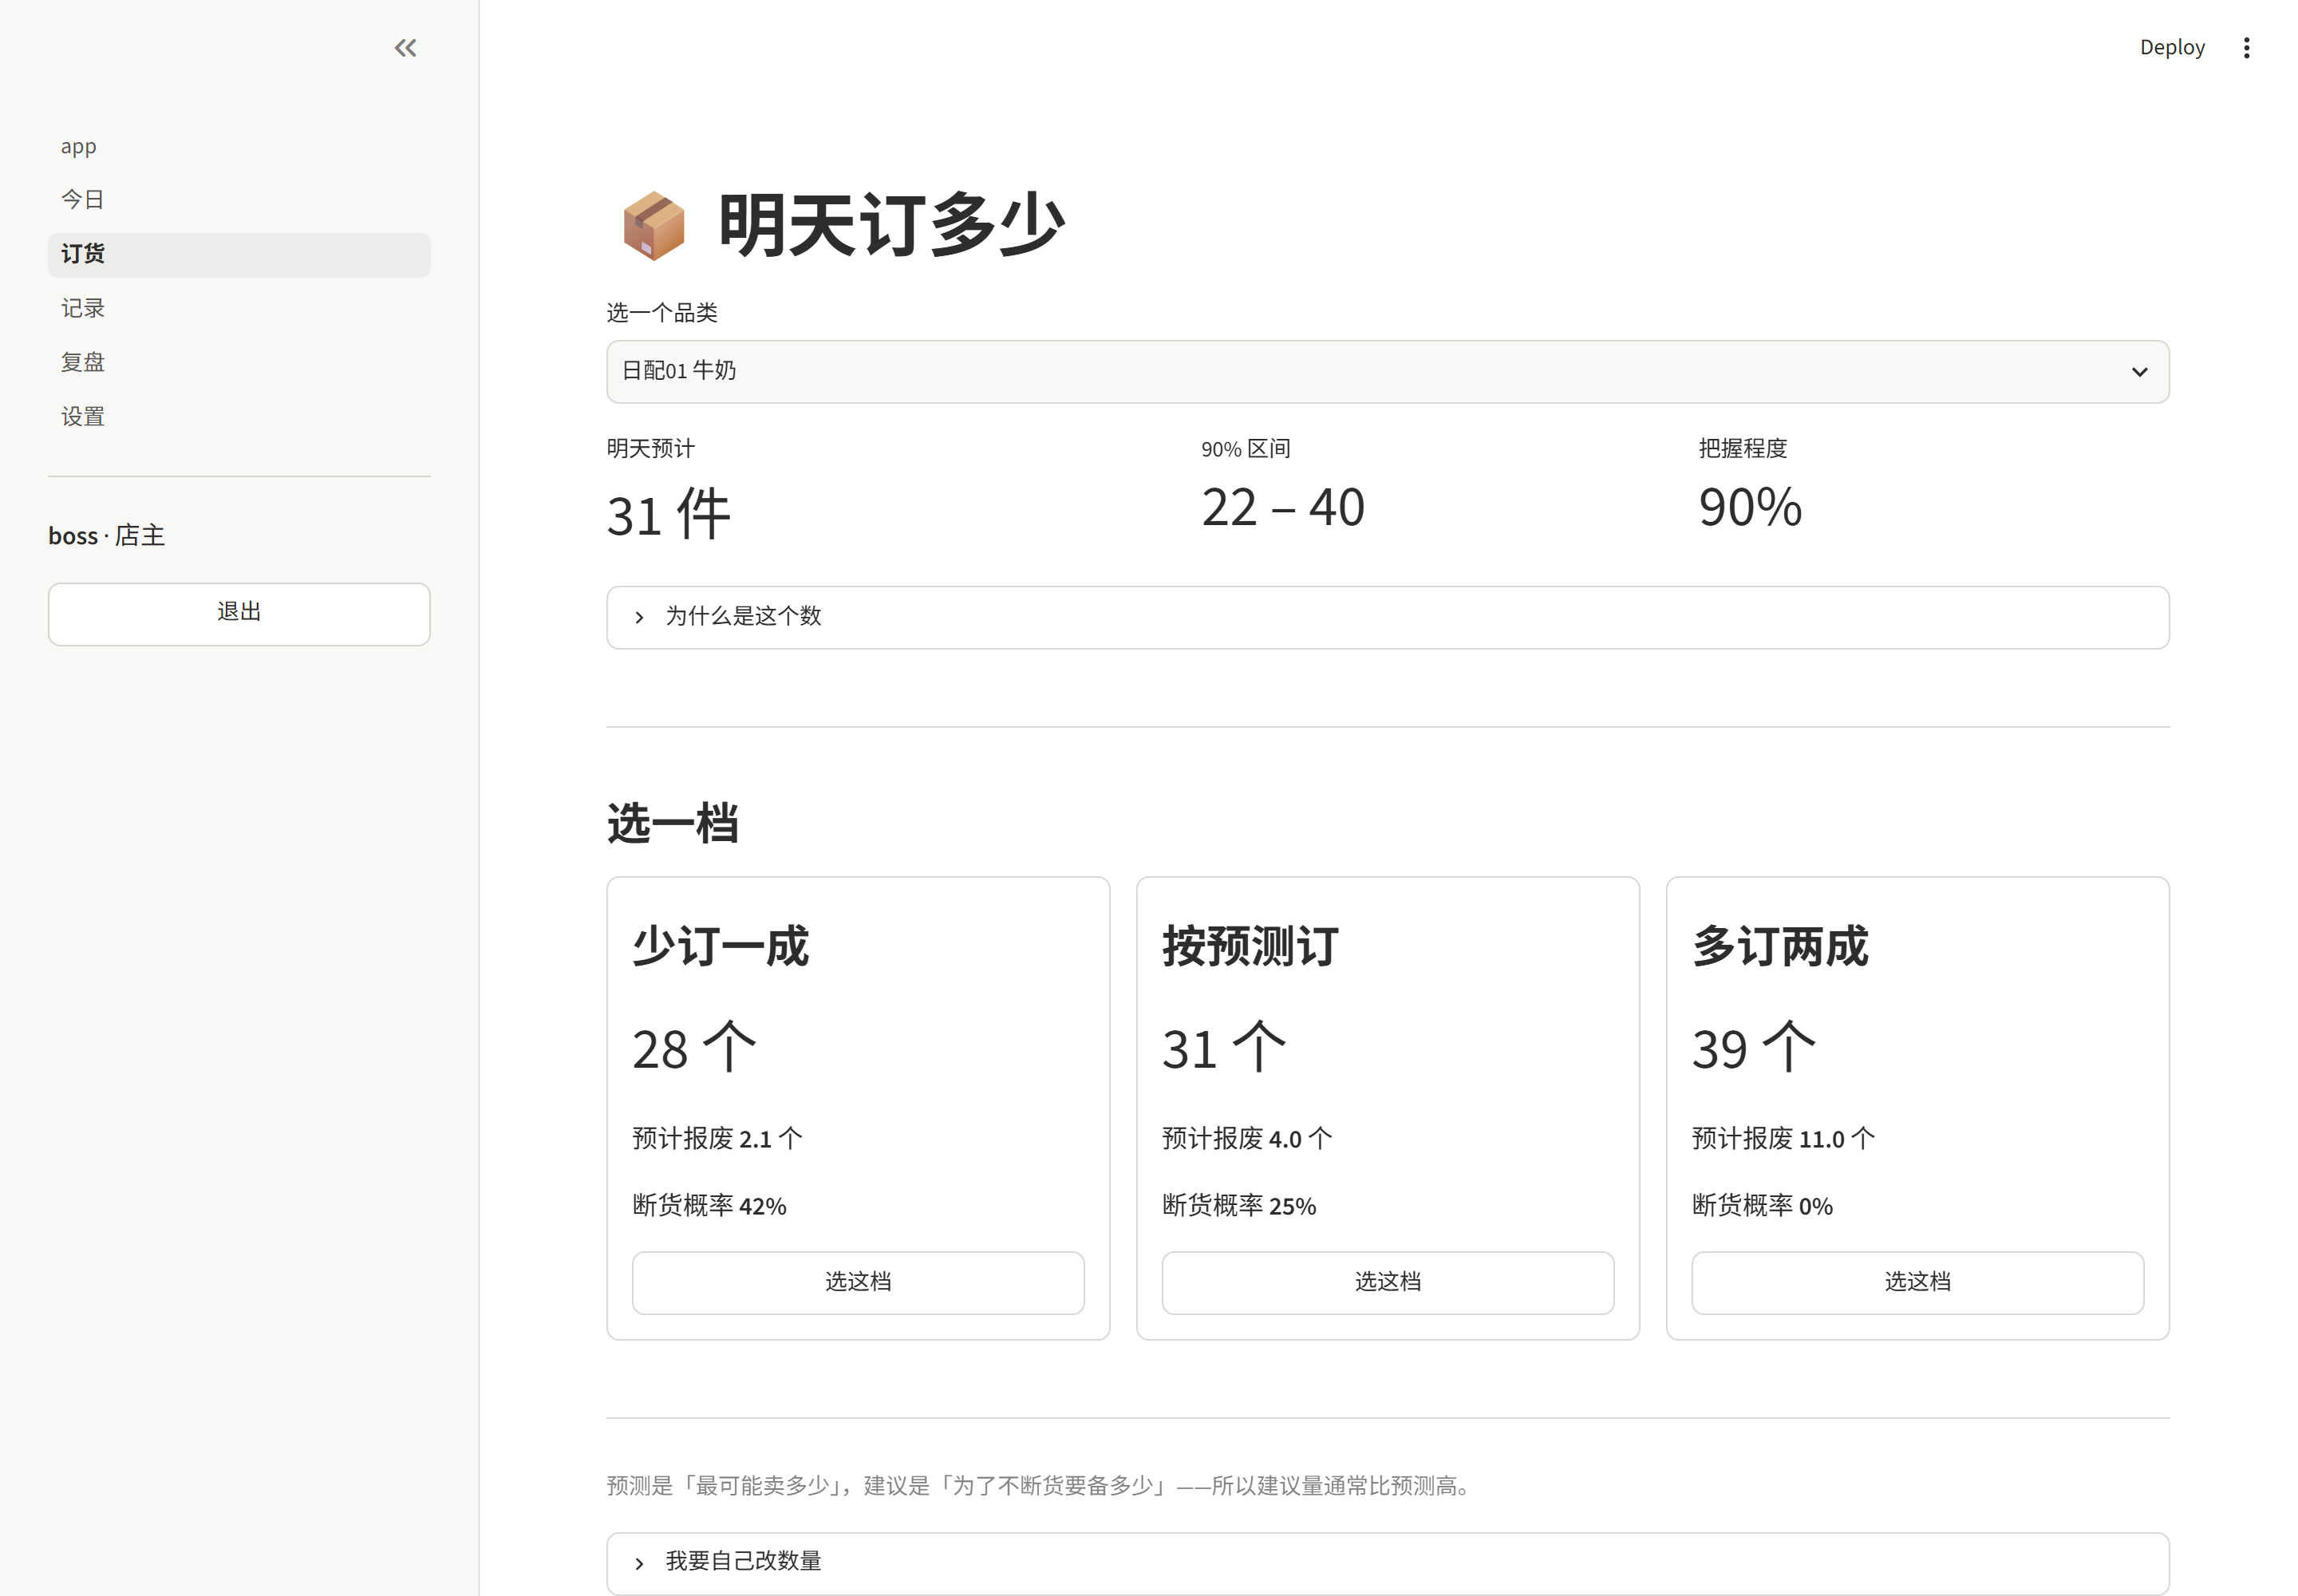 Deploy
app
今日
订货
记录
复盘
设置
boss · 店主
退出
📦 明天订多少
选一个品类
日配01 牛奶
明天预计
31 件
90% 区间
22 – 40
把握程度
90%
为什么是这个数
选一档
少订一成
28 个
预计报废 2.1 个
断货概率 42%
选这档
按预测订
31 个
预计报废 4.0 个
断货概率 25%
选这档
多订两成
39 个
预计报废 11.0 个
断货概率 0%
选这档
预测是「最可能卖多少」，建议是「为了不断货要备多少」——所以建议量通常比预测高。
我要自己改数量